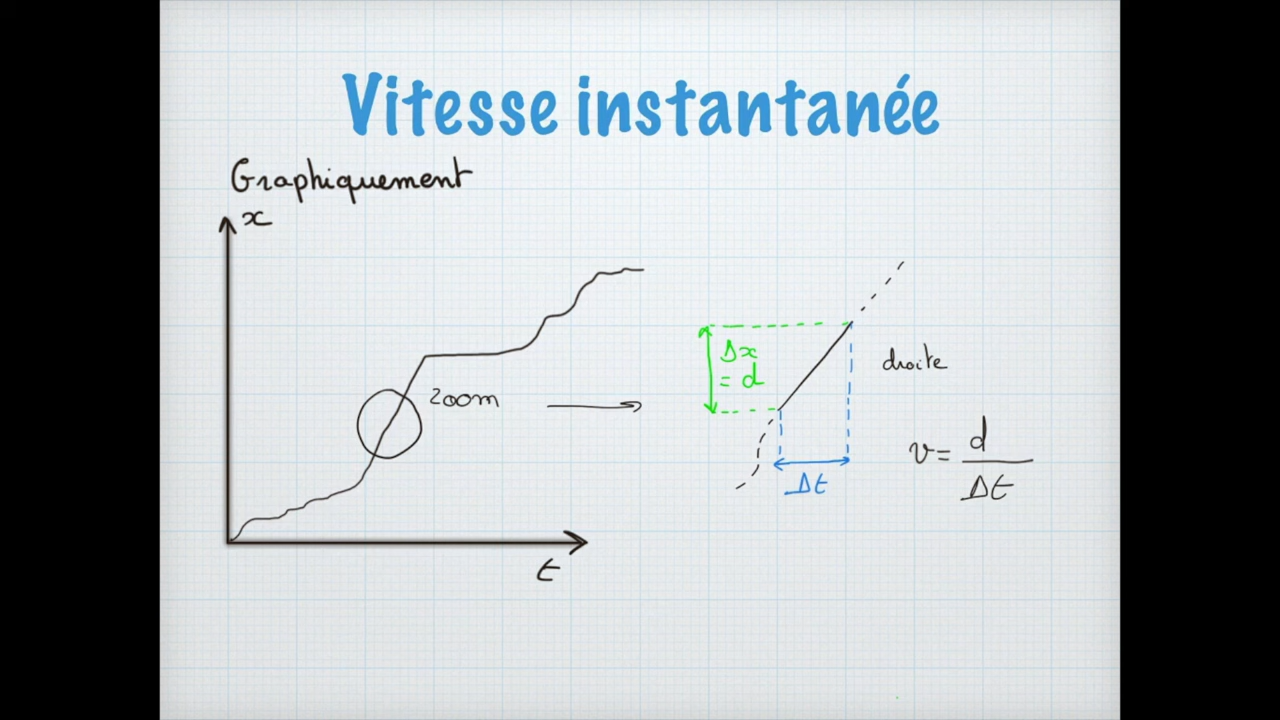 Vitesse instantanée
Graphiquement
x
Zoom
t
Δx
= d
Δt
droite
v = d / Δt